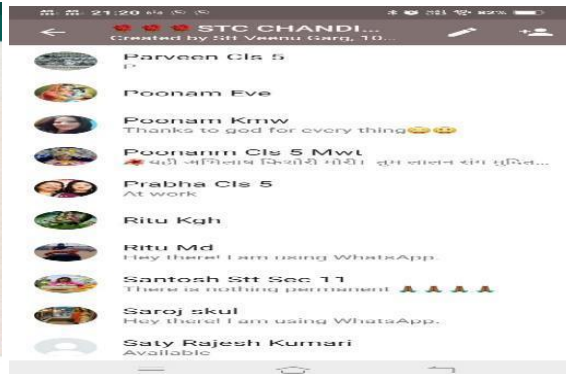 21:20
STC CHANDI...
Created by Stt Veenu Garg, 10...
Parveen Cls 5
P
Poonam Eve
Poonam Kmw
Thanks to god for every thing😄😄
Poonanm Cls 5 Mwt
Prabha Cls 5
At work
Ritu Kgh
Ritu Md
Hey there! I am using WhatsApp.
Santosh Stt Sec 11
There is nothing permanent 🙏🙏🙏🙏
Saroj skul
Hey there! I am using WhatsApp.
Saty Rajesh Kumari
Available